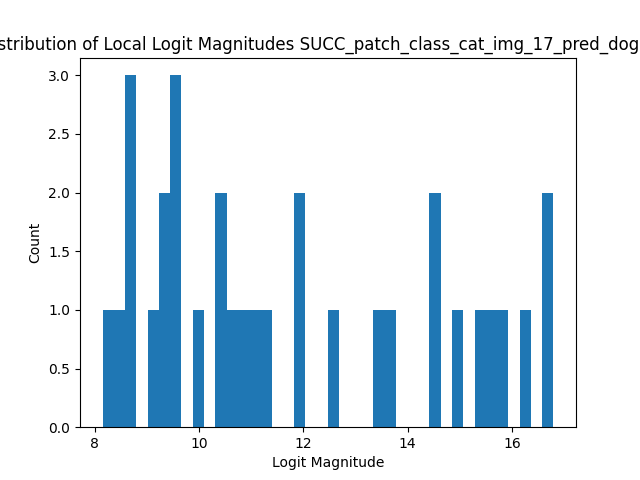 stribution of Local Logit Magnitudes SUCC_patch_class_cat_img_17_pred_dog
3.0
2.5
2.0
1.5
1.0
0.5
0.0
Count
8 10 12 14 16
Logit Magnitude